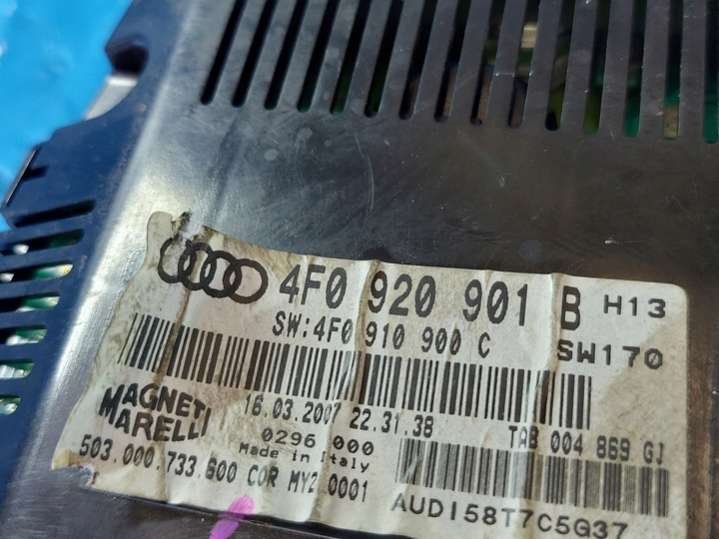 4F0 920 901 B H13
SW:4F0 910 900 C SW170
MAGNETI MARELLI
16.03.2007 22.31.38 TAB 004 869 GJ
0296 000
Made in Italy
503.000.733.600 COR MY2 0001
AUDI58T7C5G37